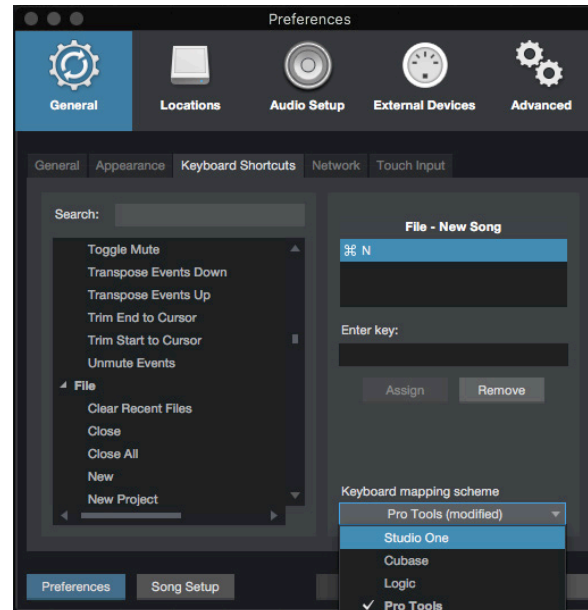 Preferences
General
Locations
Audio Setup
External Devices
Advanced
General
Appearance
Keyboard Shortcuts
Network
Touch Input
Search:
Toggle Mute
Transpose Events Down
Transpose Events Up
Trim End to Cursor
Trim Start to Cursor
Unmute Events
File
Clear Recent Files
Close
Close All
New
New Project
File - New Song
⌘ N
Enter key:
Assign
Remove
Keyboard mapping scheme
Pro Tools (modified)
Studio One
Cubase
Logic
✓ Pro Tools
Preferences
Song Setup